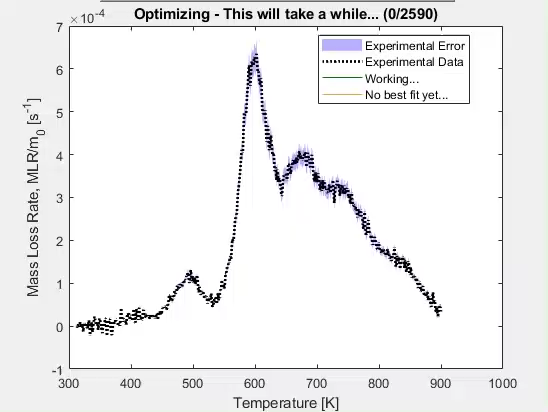 Optimizing - This will take a while... (0/2590)
×10-4
7
6
5
4
3
2
1
0
-1
Mass Loss Rate, MLR/m0 [s-1]
Experimental Error
Experimental Data
Working...
No best fit yet...
300 400 500 600 700 800 900 1000
Temperature [K]